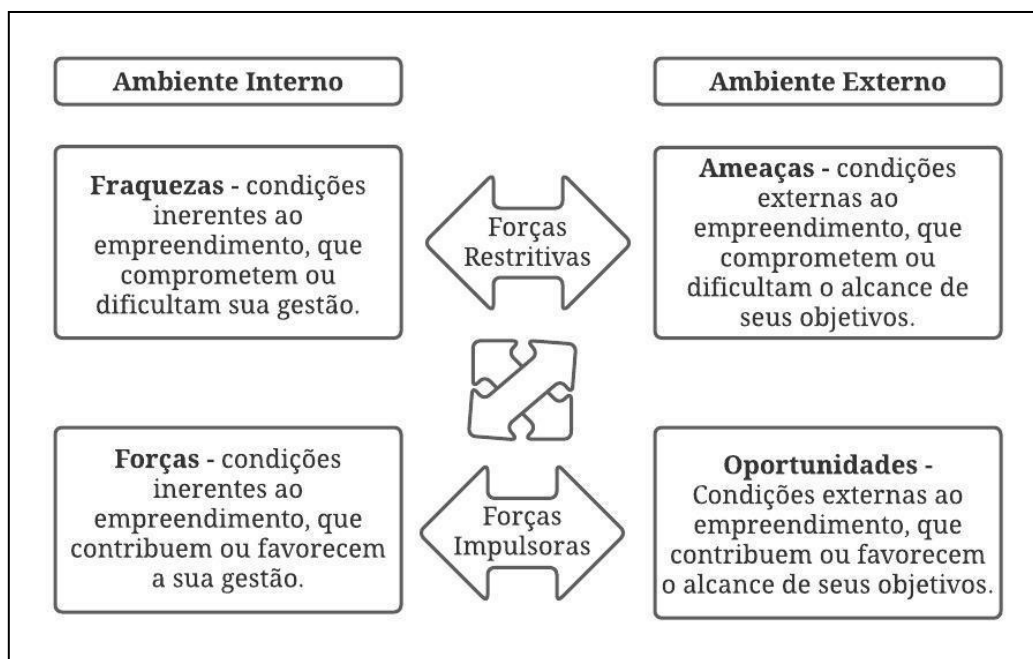 Ambiente Interno
Ambiente Externo
Fraquezas - condições
inerentes ao
empreendimento, que
comprometem ou
dificultam sua gestão.
Forças
Restritivas
Ameaças - condições
externas ao
empreendimento, que
comprometem ou
dificultam o alcance de
seus objetivos.
Forças - condições
inerentes ao
empreendimento, que
contribuem ou favorecem
a sua gestão.
Forças
Impulsoras
Oportunidades -
Condições externas ao
empreendimento, que
contribuem ou favorecem
o alcance de seus objetivos.